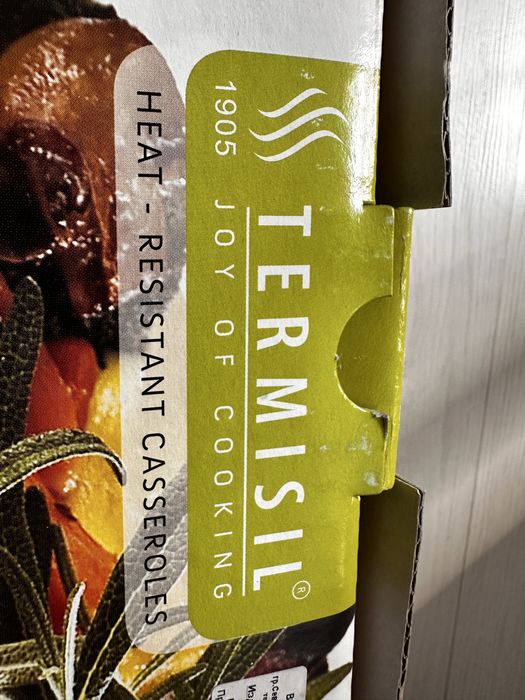 TERMISIL®
1905 JOY OF COOKING
HEAT - RESISTANT CASSEROLES